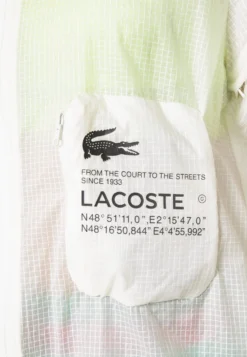 FROM THE COURT TO THE STREETS
SINCE 1933
LACOSTE ©
N48°51'11,0",E2°15'47,0"
N48°16'50,844" E4°4'55,992"